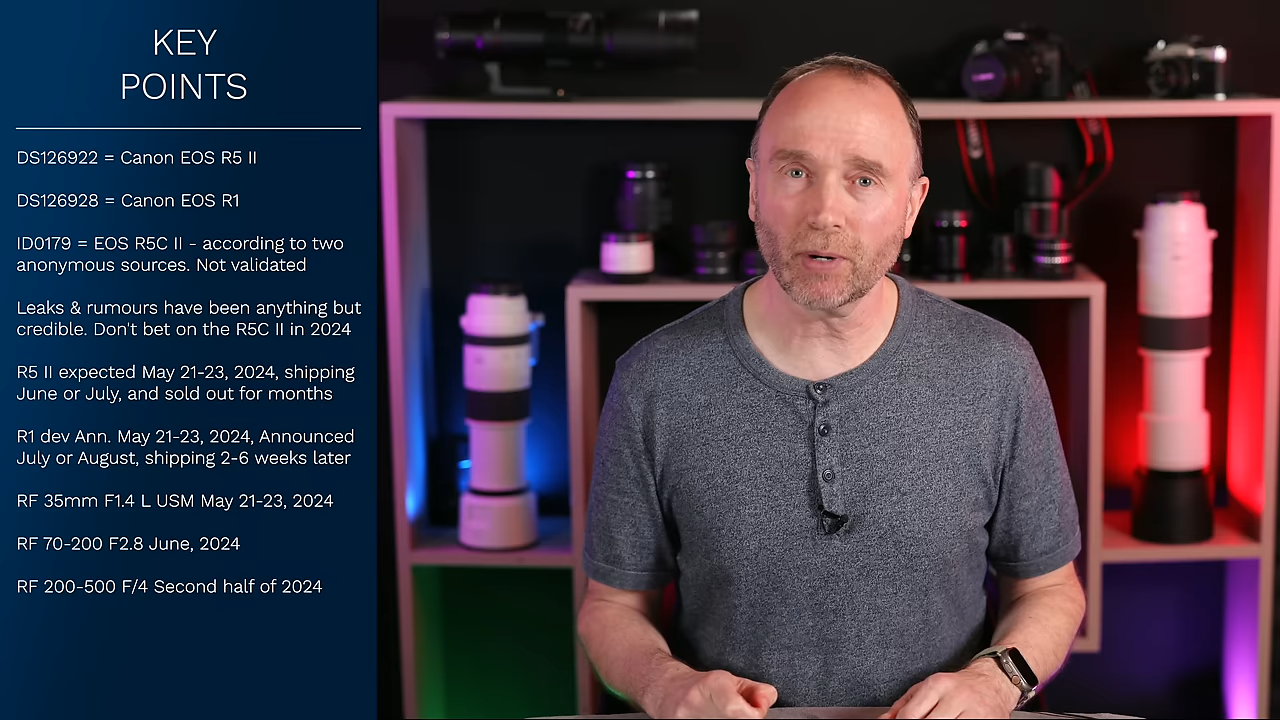 KEY
POINTS
DS126922 = Canon EOS R5 II
DS126928 = Canon EOS R1
ID0179 = EOS R5C II - according to two
anonymous sources. Not validated
Leaks & rumours have been anything but
credible. Don't bet on the R5C II in 2024
R5 II expected May 21-23, 2024, shipping
June or July, and sold out for months
R1 dev Ann. May 21-23, 2024, Announced
July or August, shipping 2-6 weeks later
RF 35mm F1.4 L USM May 21-23, 2024
RF 70-200 F2.8 June, 2024
RF 200-500 F/4 Second half of 2024